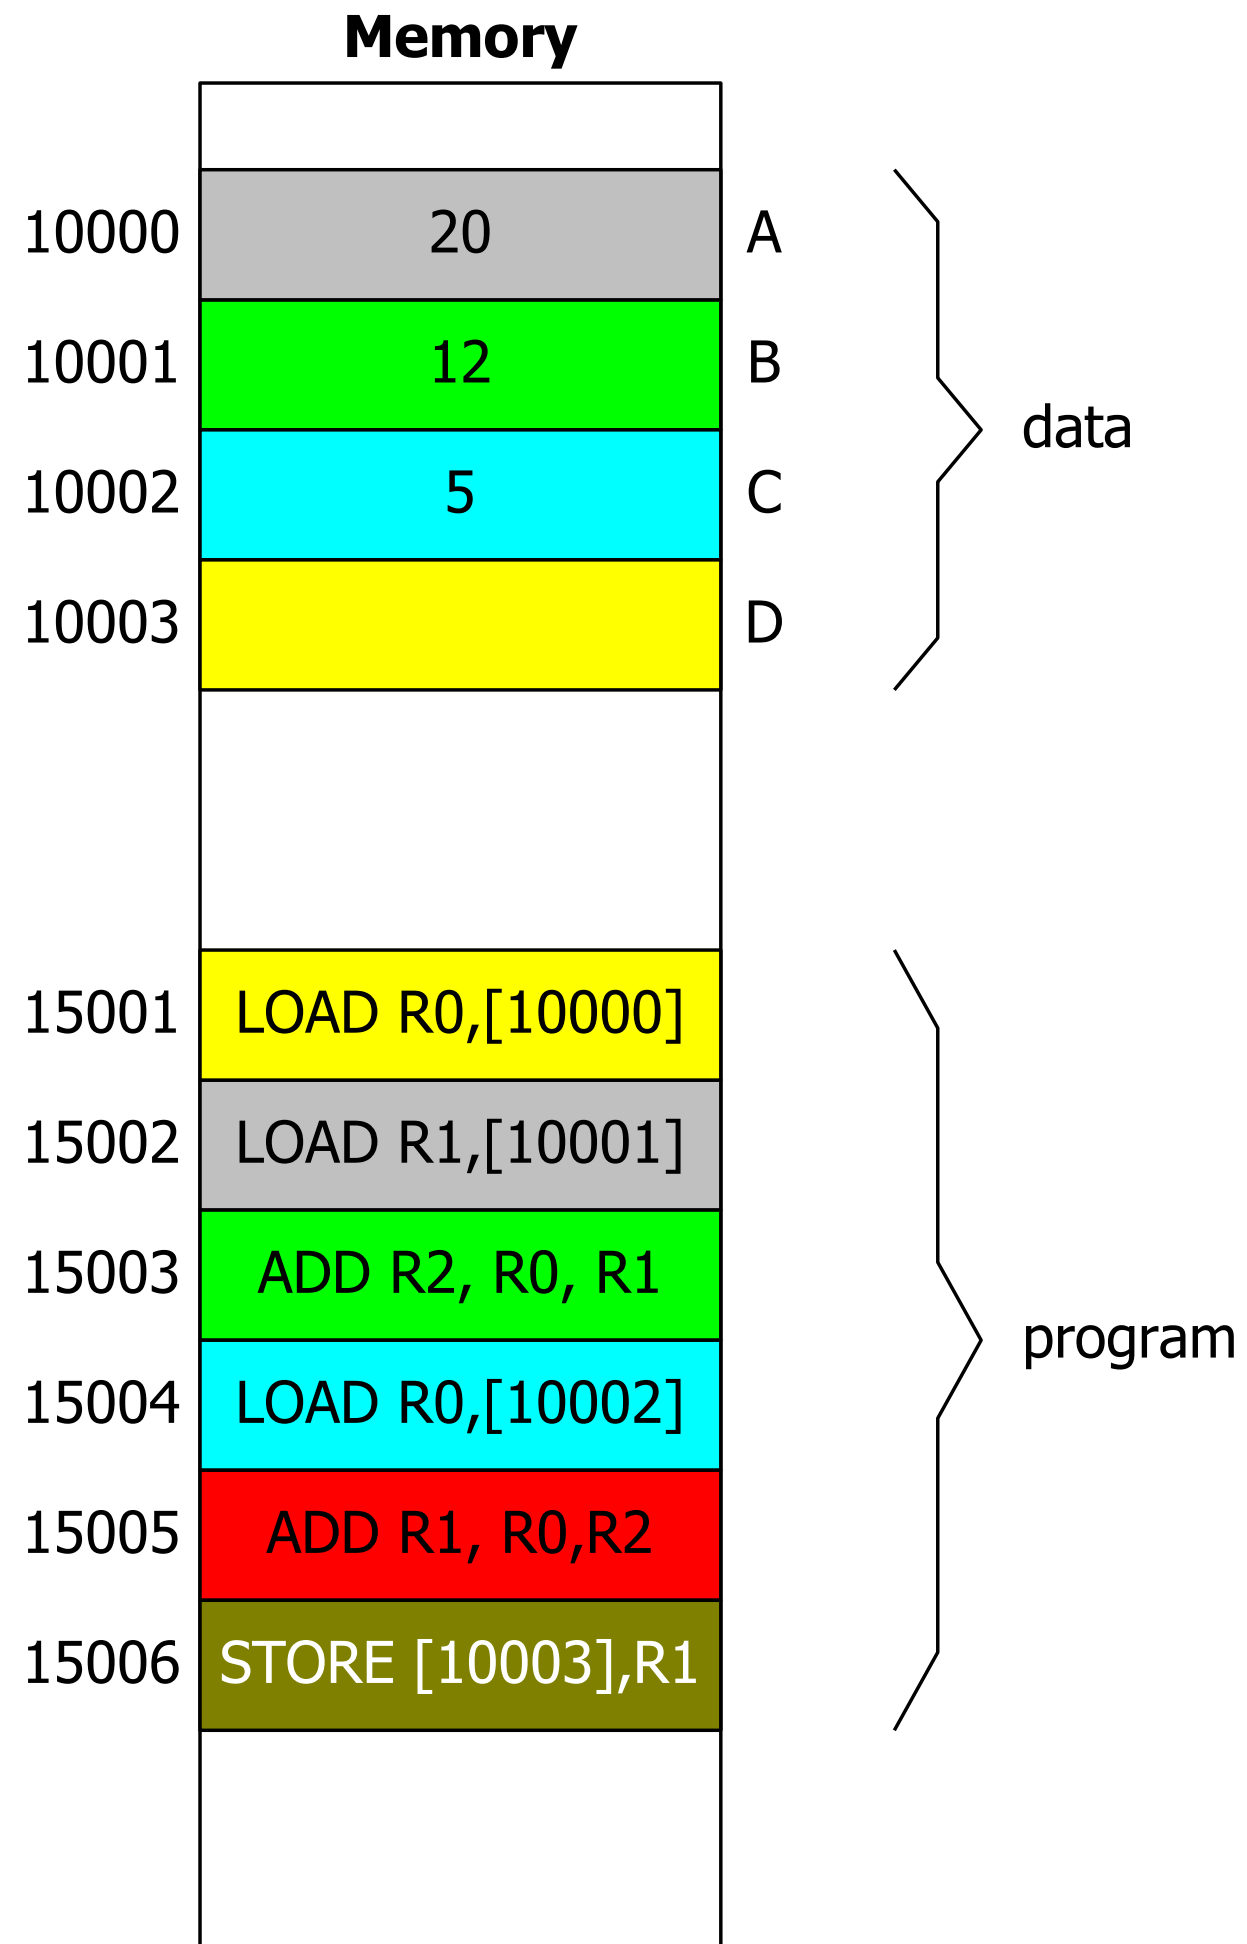 Memory
10000 20 A
10001 12 B
data
10002 5 C
10003 D
15001 LOAD R0,[10000]
15002 LOAD R1,[10001]
15003 ADD R2, R0, R1
program
15004 LOAD R0,[10002]
15005 ADD R1, R0,R2
15006 STORE [10003],R1